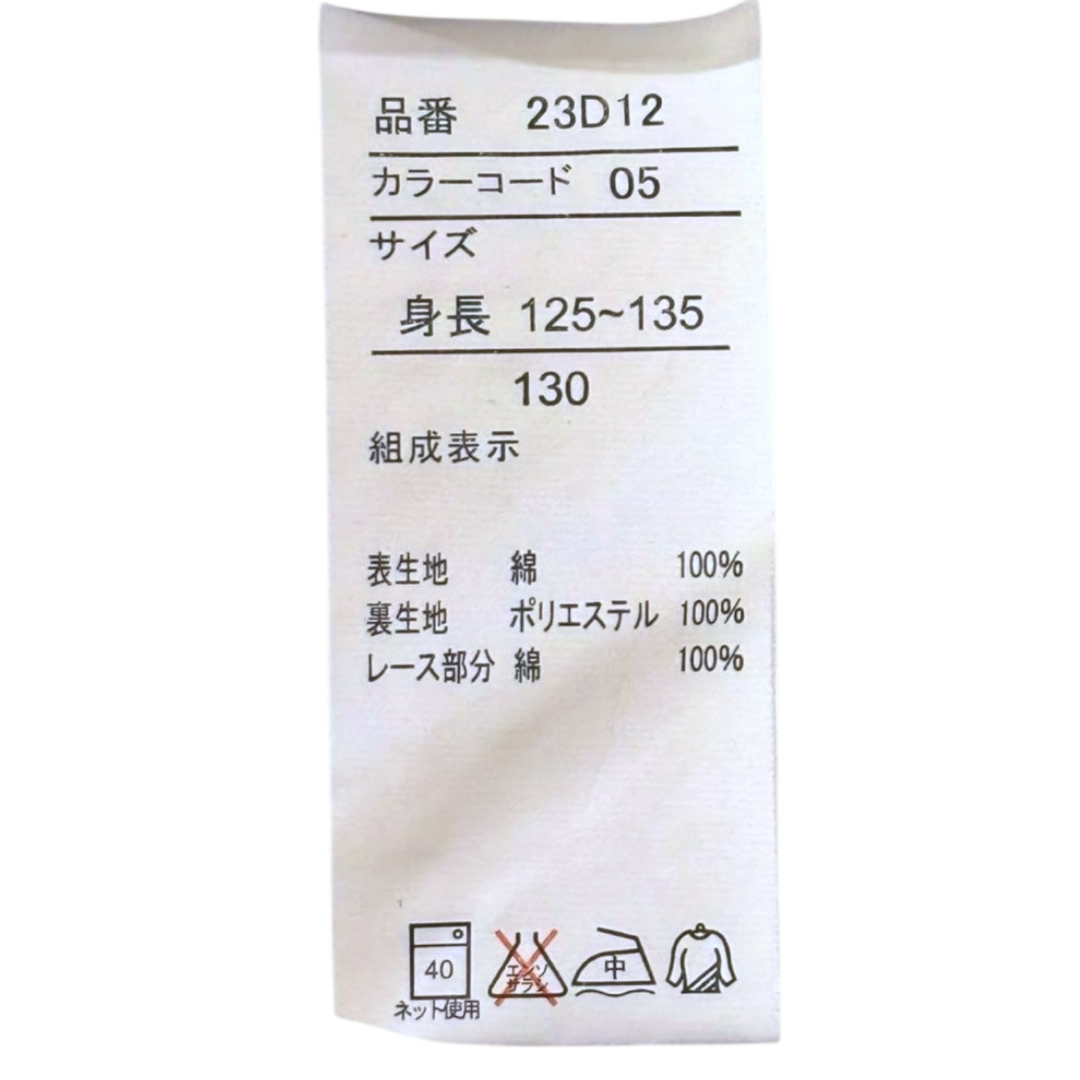 品番 23D12
カラーコード 05
サイズ
身長 125~135
130
組成表示
表生地 綿 100%
裏生地 ポリエステル 100%
レース部分 綿 100%
40
エンソ
サラシ
中
ネット使用